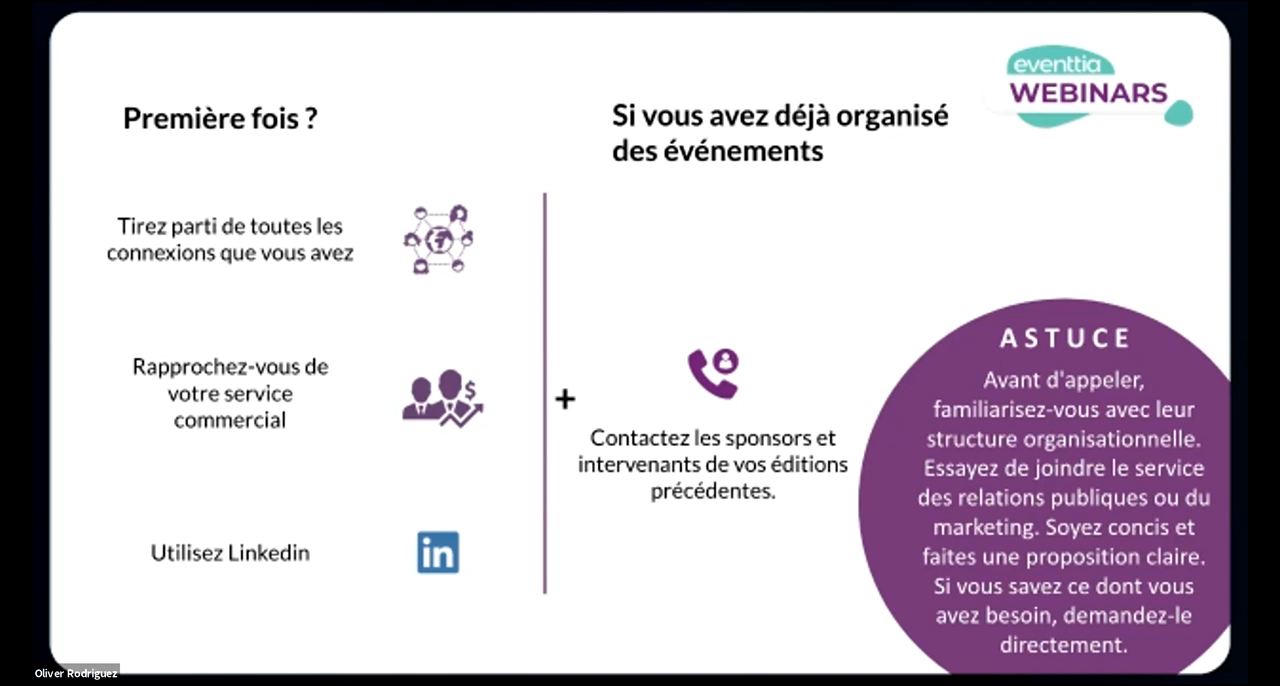 eventtia
WEBINARS
Première fois ?
Tirez parti de toutes les
connexions que vous avez
Rapprochez-vous de
votre service
commercial
$
Utilisez Linkedin
in
Si vous avez déjà organisé
des événements
+
Contactez les sponsors et
intervenants de vos éditions
précédentes.
ASTUCE
Avant d'appeler,
familiarisez-vous avec leur
structure organisationnelle.
Essayez de joindre le service
des relations publiques ou du
marketing. Soyez concis et
faites une proposition claire.
Si vous savez ce dont vous
avez besoin, demandez-le
directement.
Oliver Rodríguez